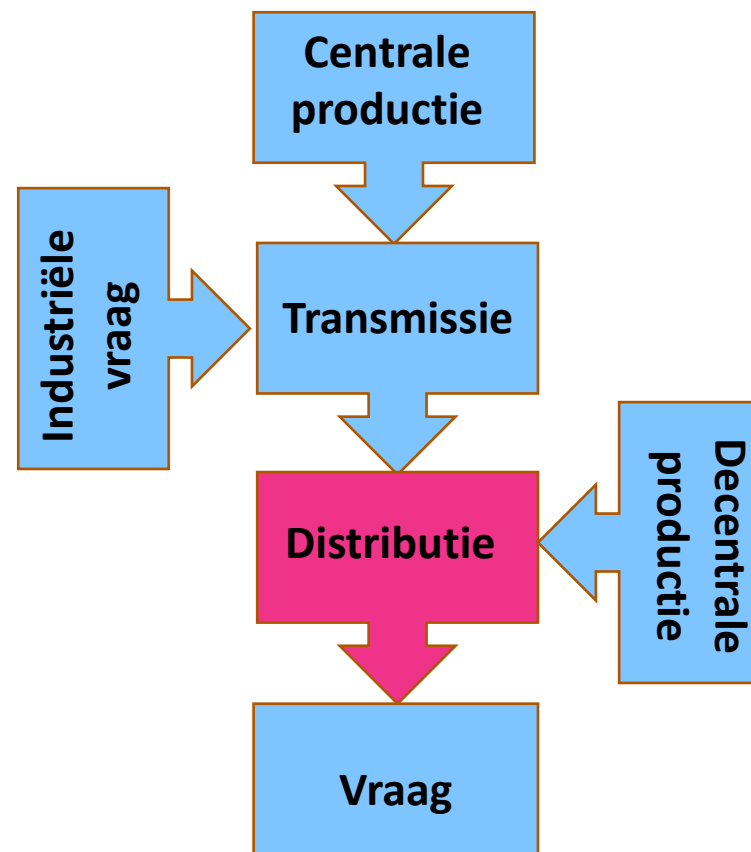 Centrale
productie
Industriële
vraag
Transmissie
Decentrale
productie
Distributie
Vraag